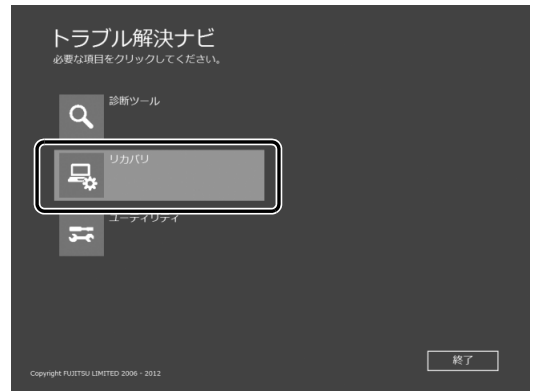 トラブル解決ナビ
必要な項目をクリックしてください。
診断ツール
リカバリ
ユーティリティ
終了
Copyright FUJITSU LIMITED 2006 - 2012